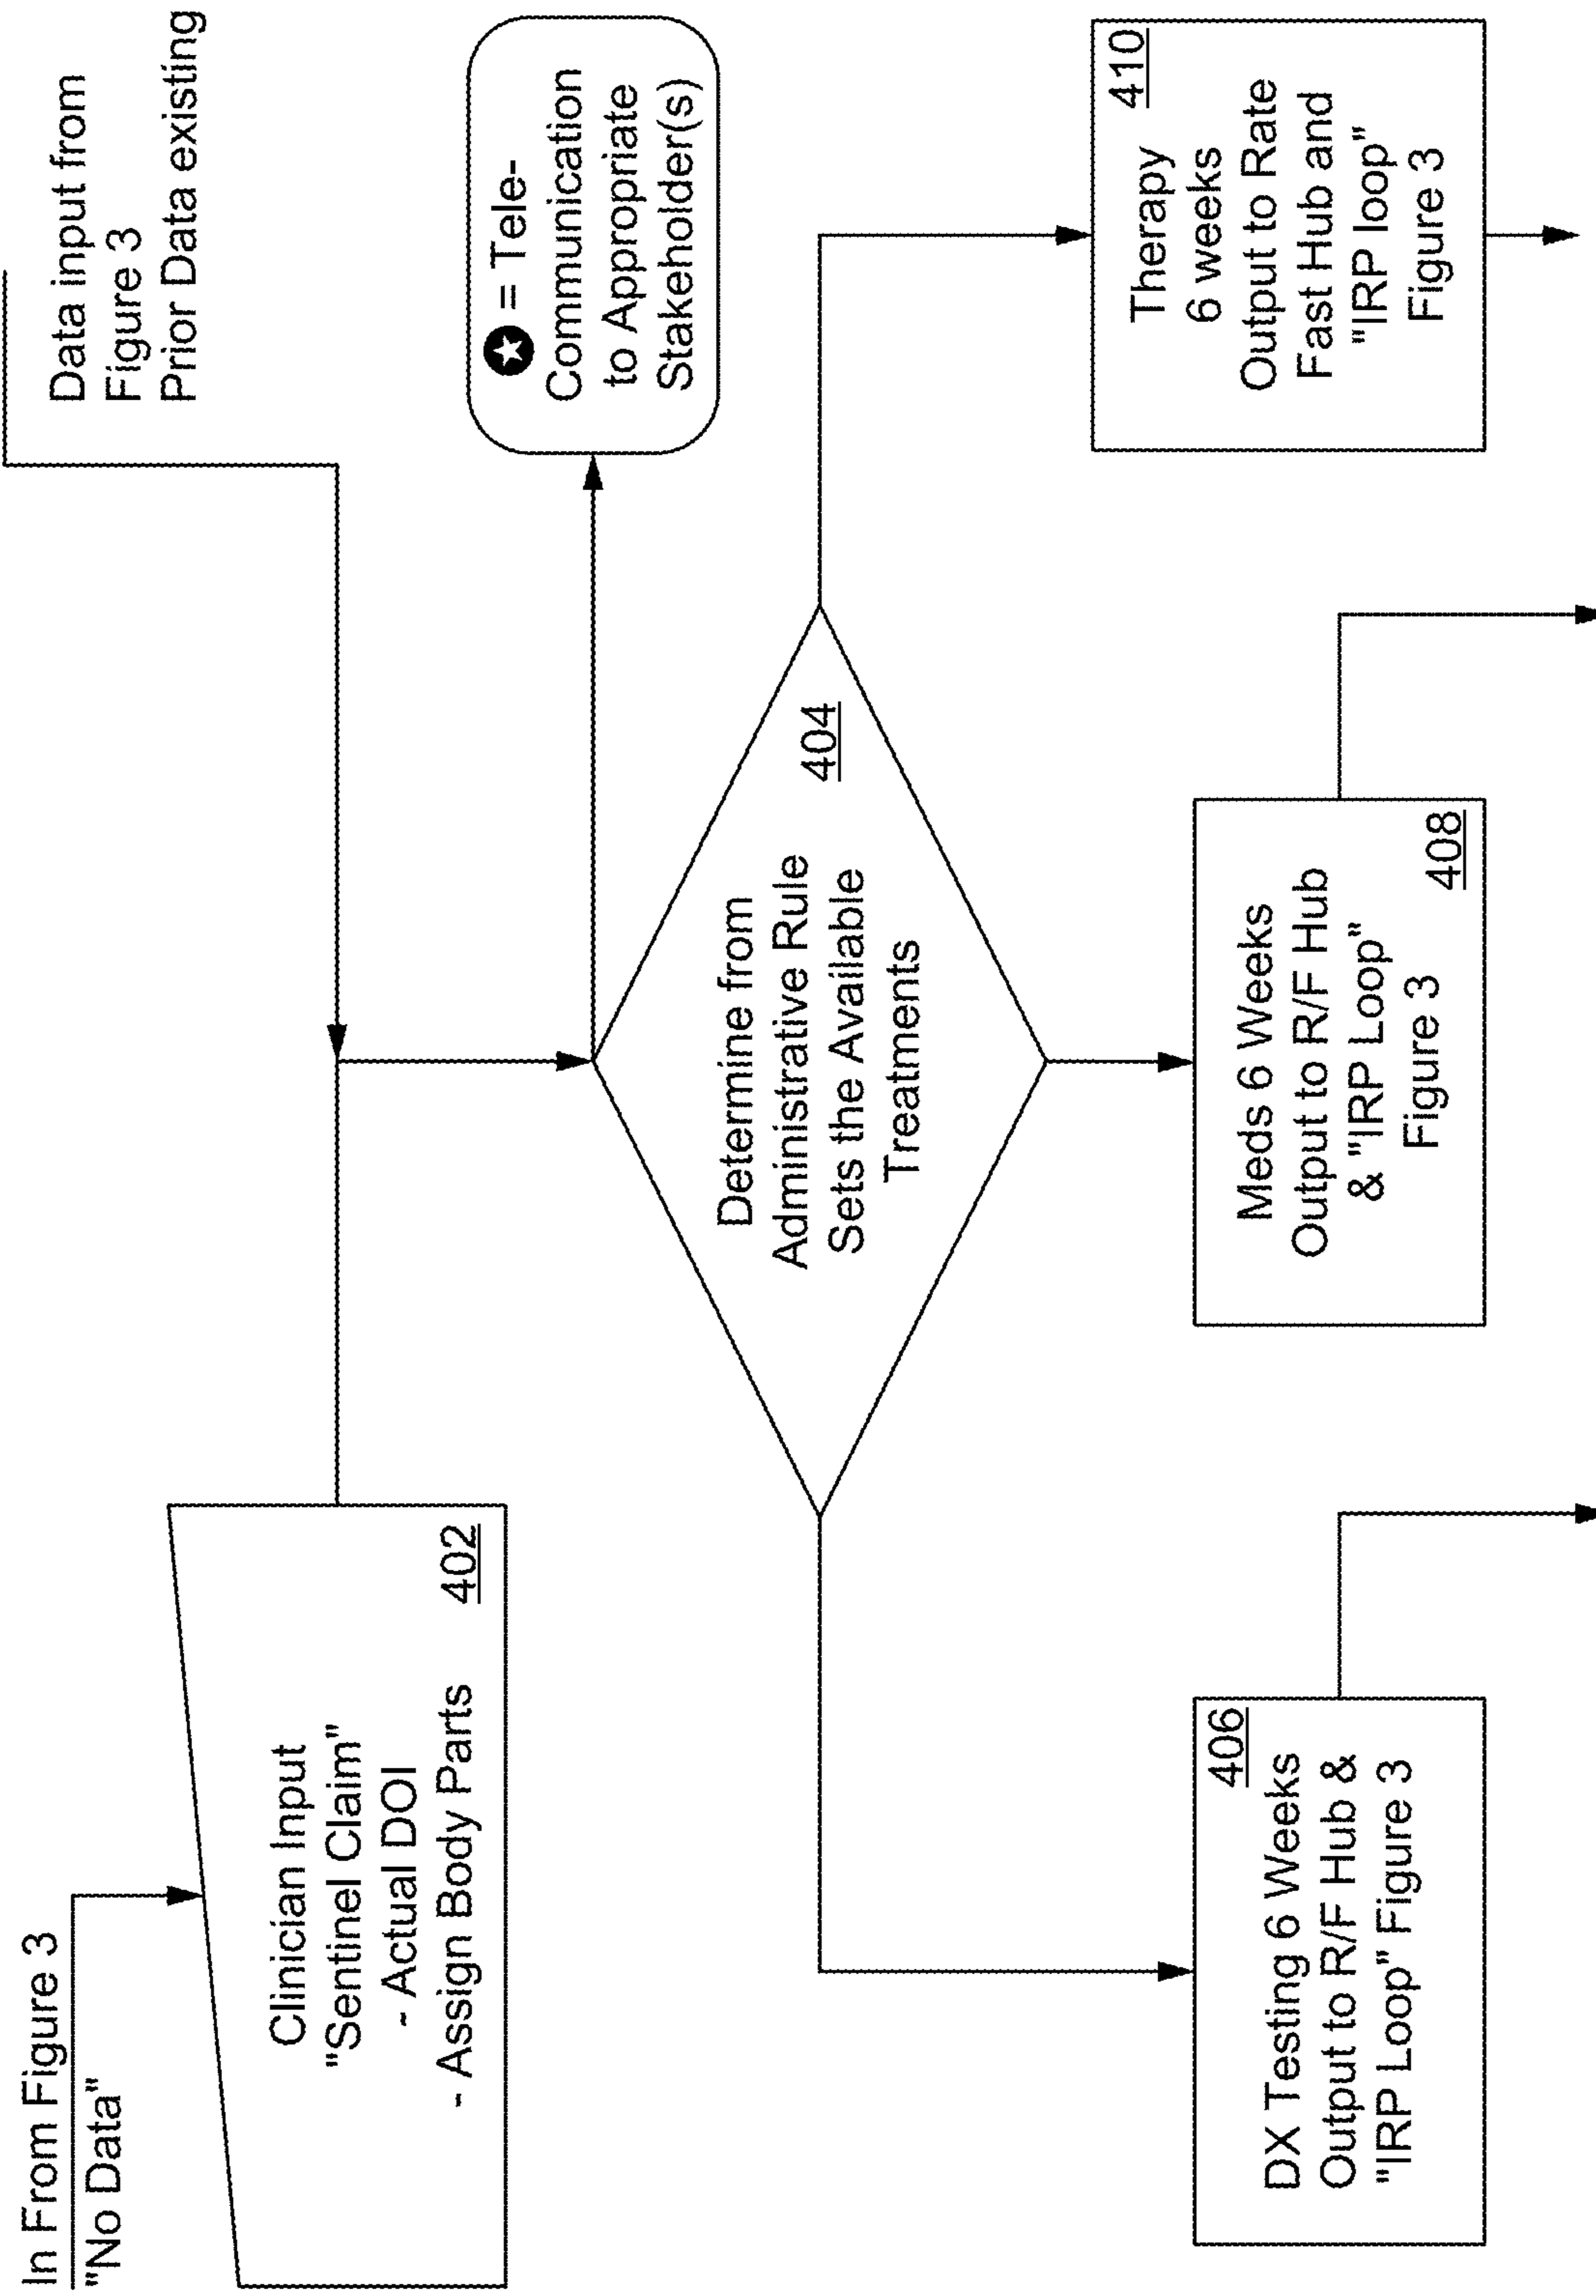 In From Figure 3
"No Data"
Data input from
Figure 3
Prior Data existing
Clinician Input
"Sentinel Claim"
- Actual DOI
- Assign Body Parts
402
= Tele-
Communication
to Appropriate
Stakeholder(s)
Determine from
Administrative Rule
Sets the Available
Treatments
404
406
DX Testing 6 Weeks
Output to R/F Hub &
"IRP Loop" Figure 3
Meds 6 Weeks
Output to R/F Hub
& "IRP Loop"
Figure 3
408
410
Therapy
6 weeks
Output to Rate
Fast Hub and
"IRP loop"
Figure 3